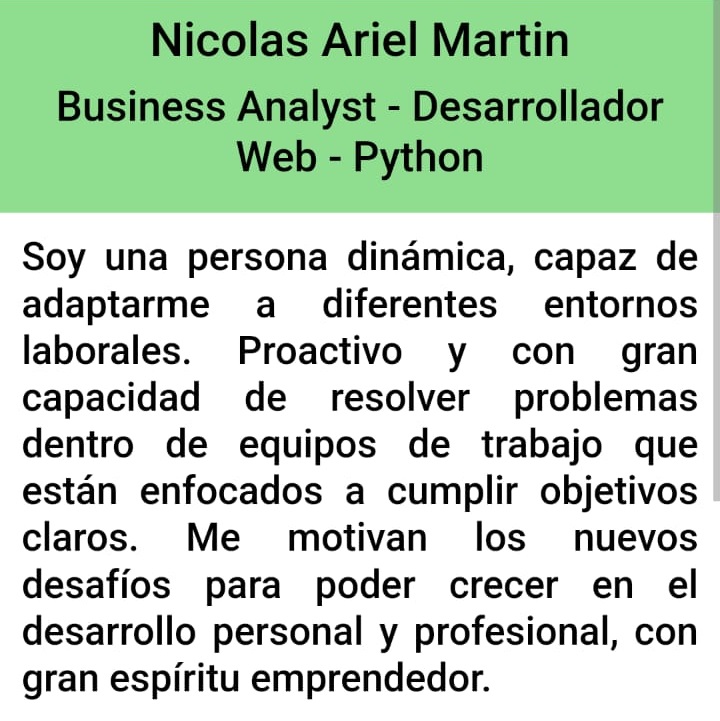 Nicolas Ariel Martin
Business Analyst - Desarrollador
Web - Python
Soy una persona dinámica, capaz de
adaptarme a diferentes entornos
laborales. Proactivo y con gran
capacidad de resolver problemas
dentro de equipos de trabajo que
están enfocados a cumplir objetivos
claros. Me motivan los nuevos
desafíos para poder crecer en el
desarrollo personal y profesional, con
gran espíritu emprendedor.